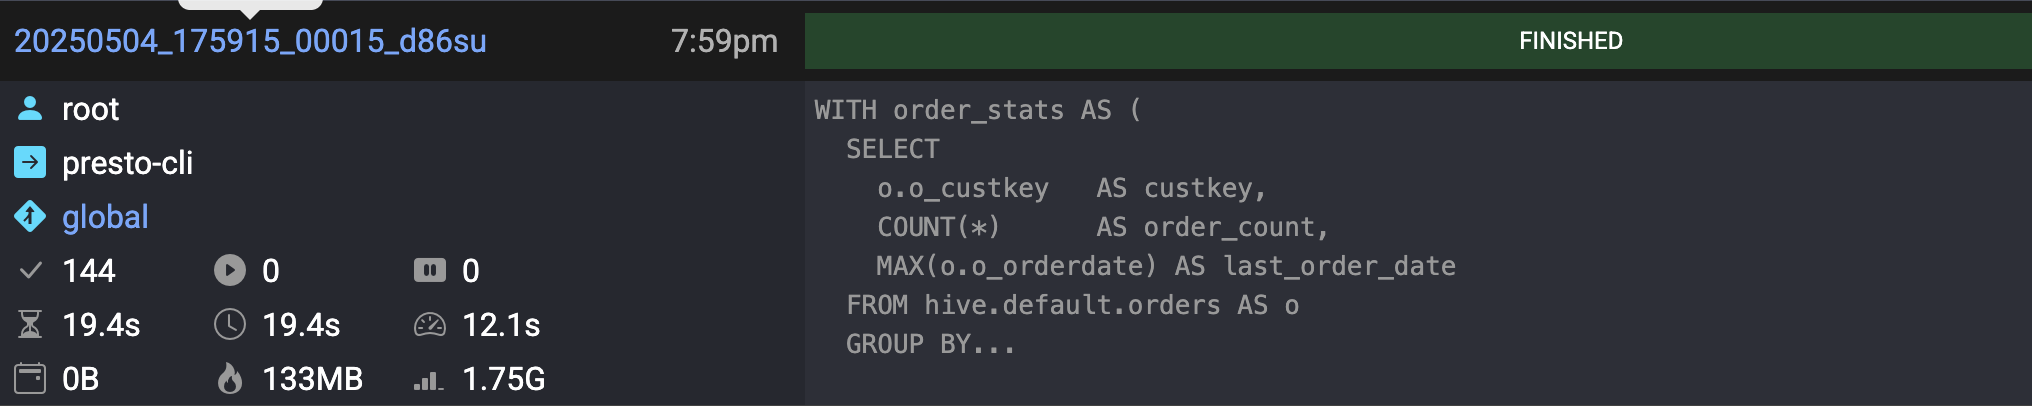 20250504_175915_00015_d86su 7:59pm FINISHED
root
presto-cli
global
144 0 0
19.4s 19.4s 12.1s
0B 133MB 1.75G
WITH order_stats AS (
  SELECT
    o.o_custkey   AS custkey,
    COUNT(*)      AS order_count,
    MAX(o.o_orderdate) AS last_order_date
  FROM hive.default.orders AS o
  GROUP BY...